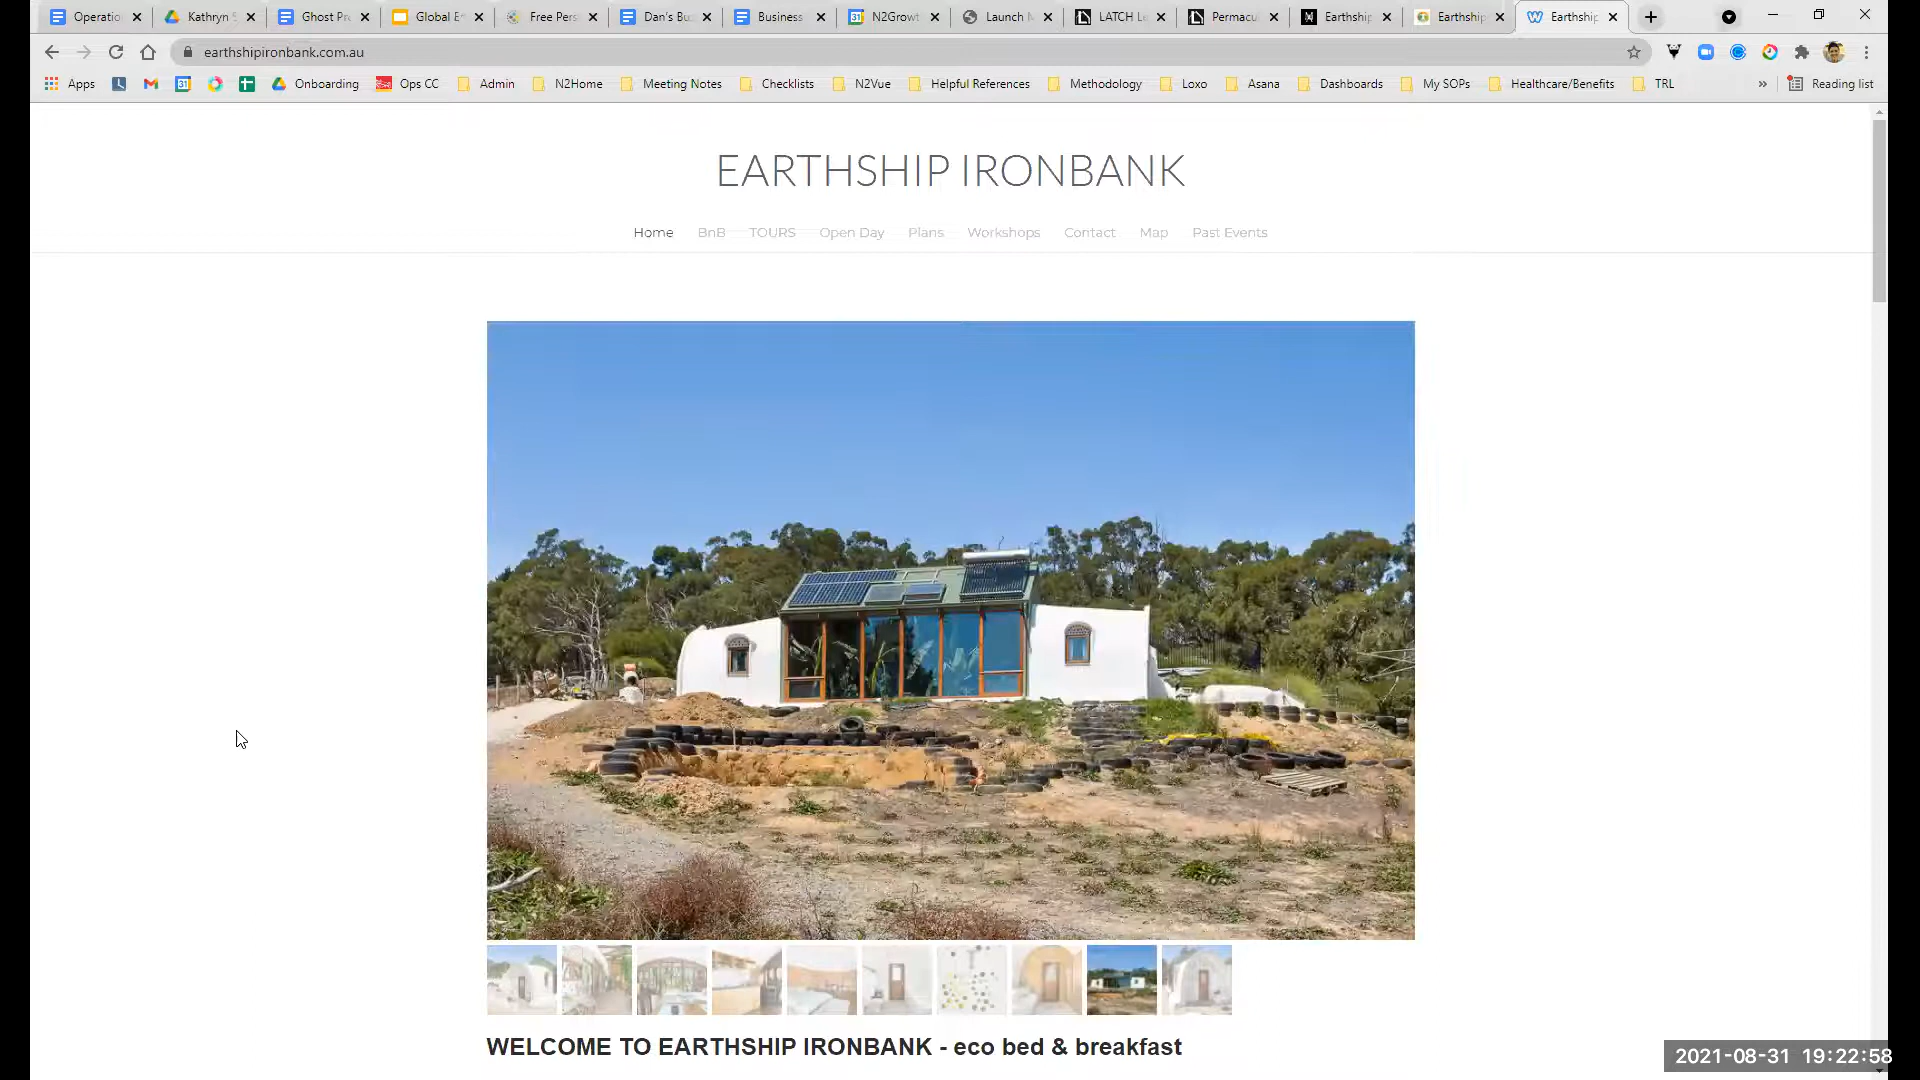 Operatio
Kathryn S
Ghost Pr
Global E
Free Pers
Dan's Bu
Business
N2Growt
Launch
LATCH L
Permacu
Earthship
Earthship
Earthship
earthshipironbank.com.au
Apps
Onboarding
Ops CC
Admin
N2Home
Meeting Notes
Checklists
N2Vue
Helpful References
Methodology
Loxo
Asana
Dashboards
My SOPs
Healthcare/Benefits
TRL
»
Reading list
EARTHSHIP IRONBANK
Home BnB TOURS Open Day Plans Workshops Contact Map Past Events
WELCOME TO EARTHSHIP IRONBANK - eco bed & breakfast
2021-08-31 19:22:58